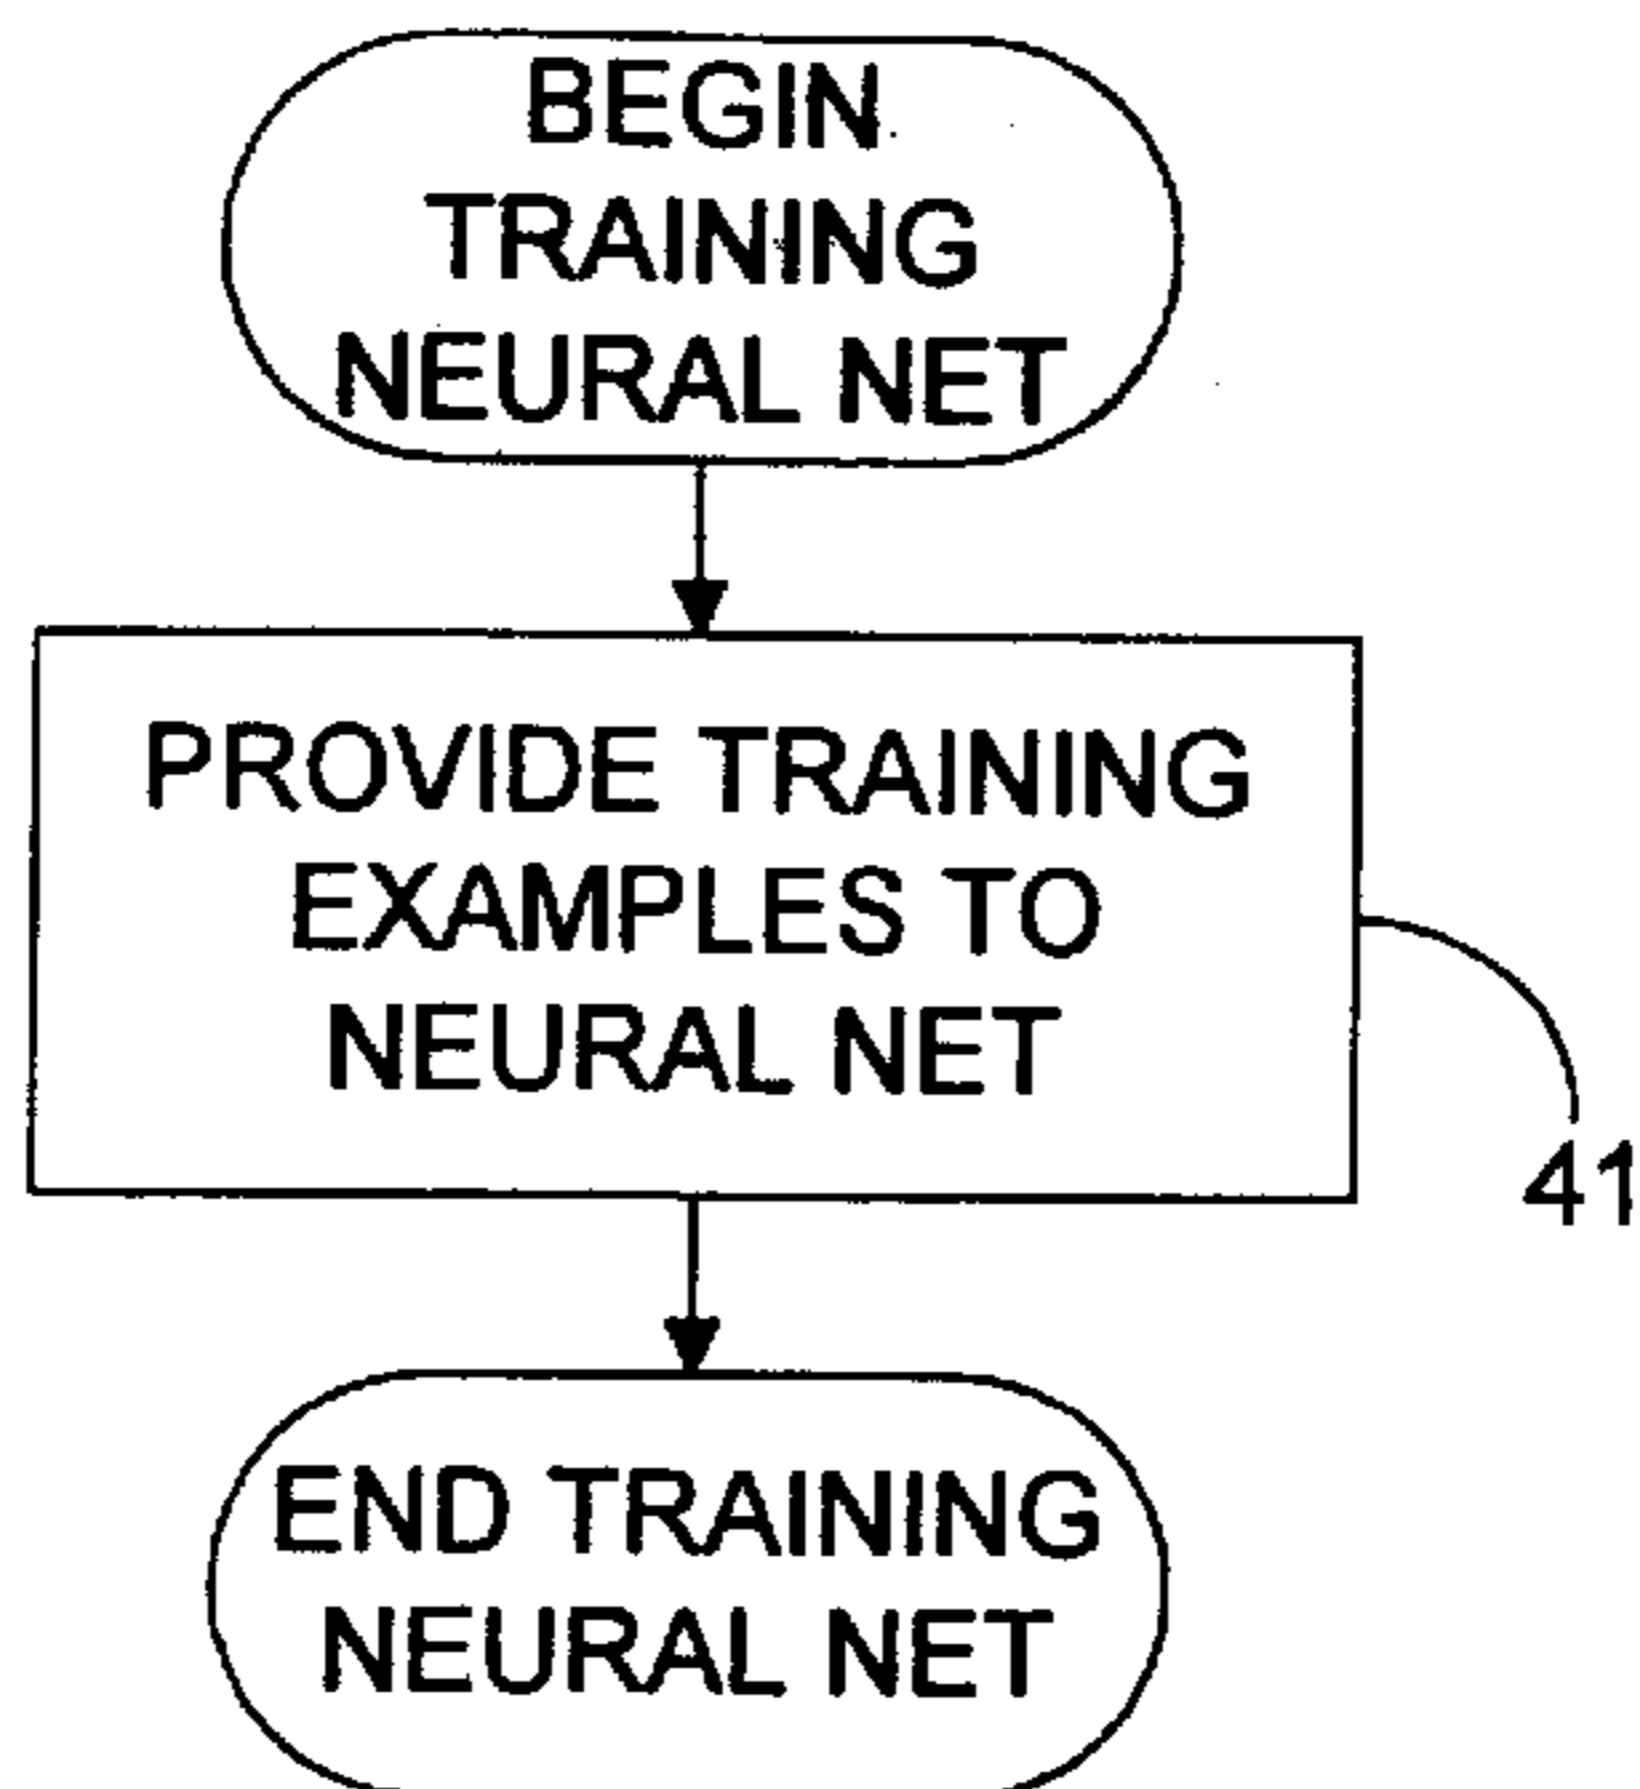 BEGIN
TRAINING
NEURAL NET
PROVIDE TRAINING
EXAMPLES TO
NEURAL NET
41
END TRAINING
NEURAL NET